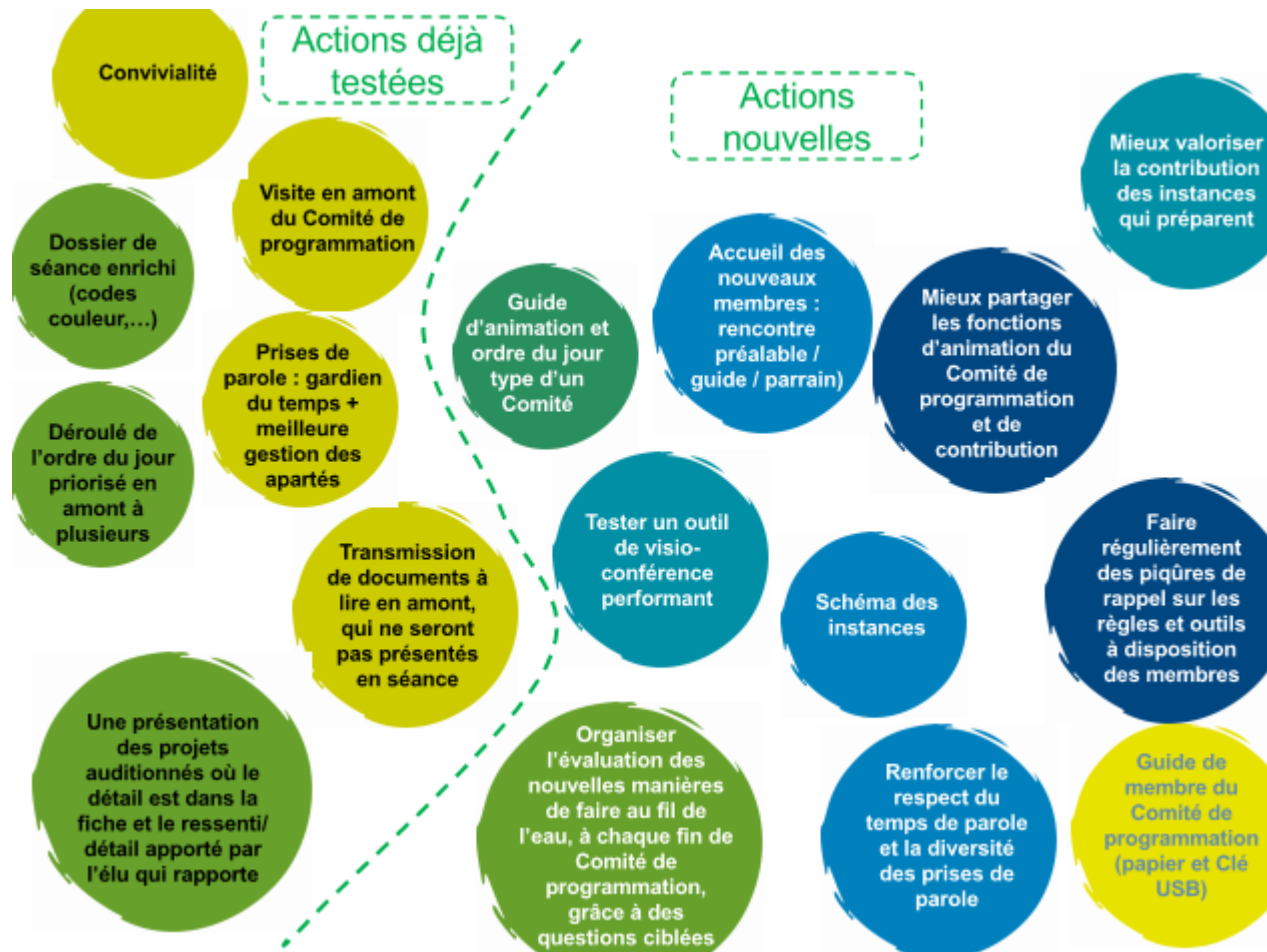 Actions déjà
testées
Convivialité
Visite en amont
du Comité de
programmation
Dossier de
séance enrichi
(codes
couleur,…)
Prises de
parole : gardien
du temps +
meilleure
gestion des
apartés
Déroulé de
l’ordre du jour
priorisé en
amont à
plusieurs
Transmission
de documents à
lire en amont,
qui ne seront
pas présentés
en séance
Une présentation
des projets
auditionnés où le
détail est dans la
fiche et le ressenti/
détail apporté par
l’élu qui rapporte
Actions
nouvelles
Mieux valoriser
la contribution
des instances
qui préparent
Accueil des
nouveaux
membres :
rencontre
préalable /
guide / parrain)
Mieux partager
les fonctions
d’animation du
Comité de
programmation
et de
contribution
Guide
d’animation et
ordre du jour
type d’un
Comité
Tester un outil
de visio-
conférence
performant
Schéma des
instances
Faire
régulièrement
des piqûres de
rappel sur les
règles et outils
à disposition
des membres
Organiser
l’évaluation des
nouvelles manières
de faire au fil de
l’eau, à chaque fin de
Comité de
programmation,
grâce à des
questions ciblées
Renforcer le
respect du
temps de parole
et la diversité
des prises de
parole
Guide de
membre du
Comité de
programmation
(papier et Clé
USB)